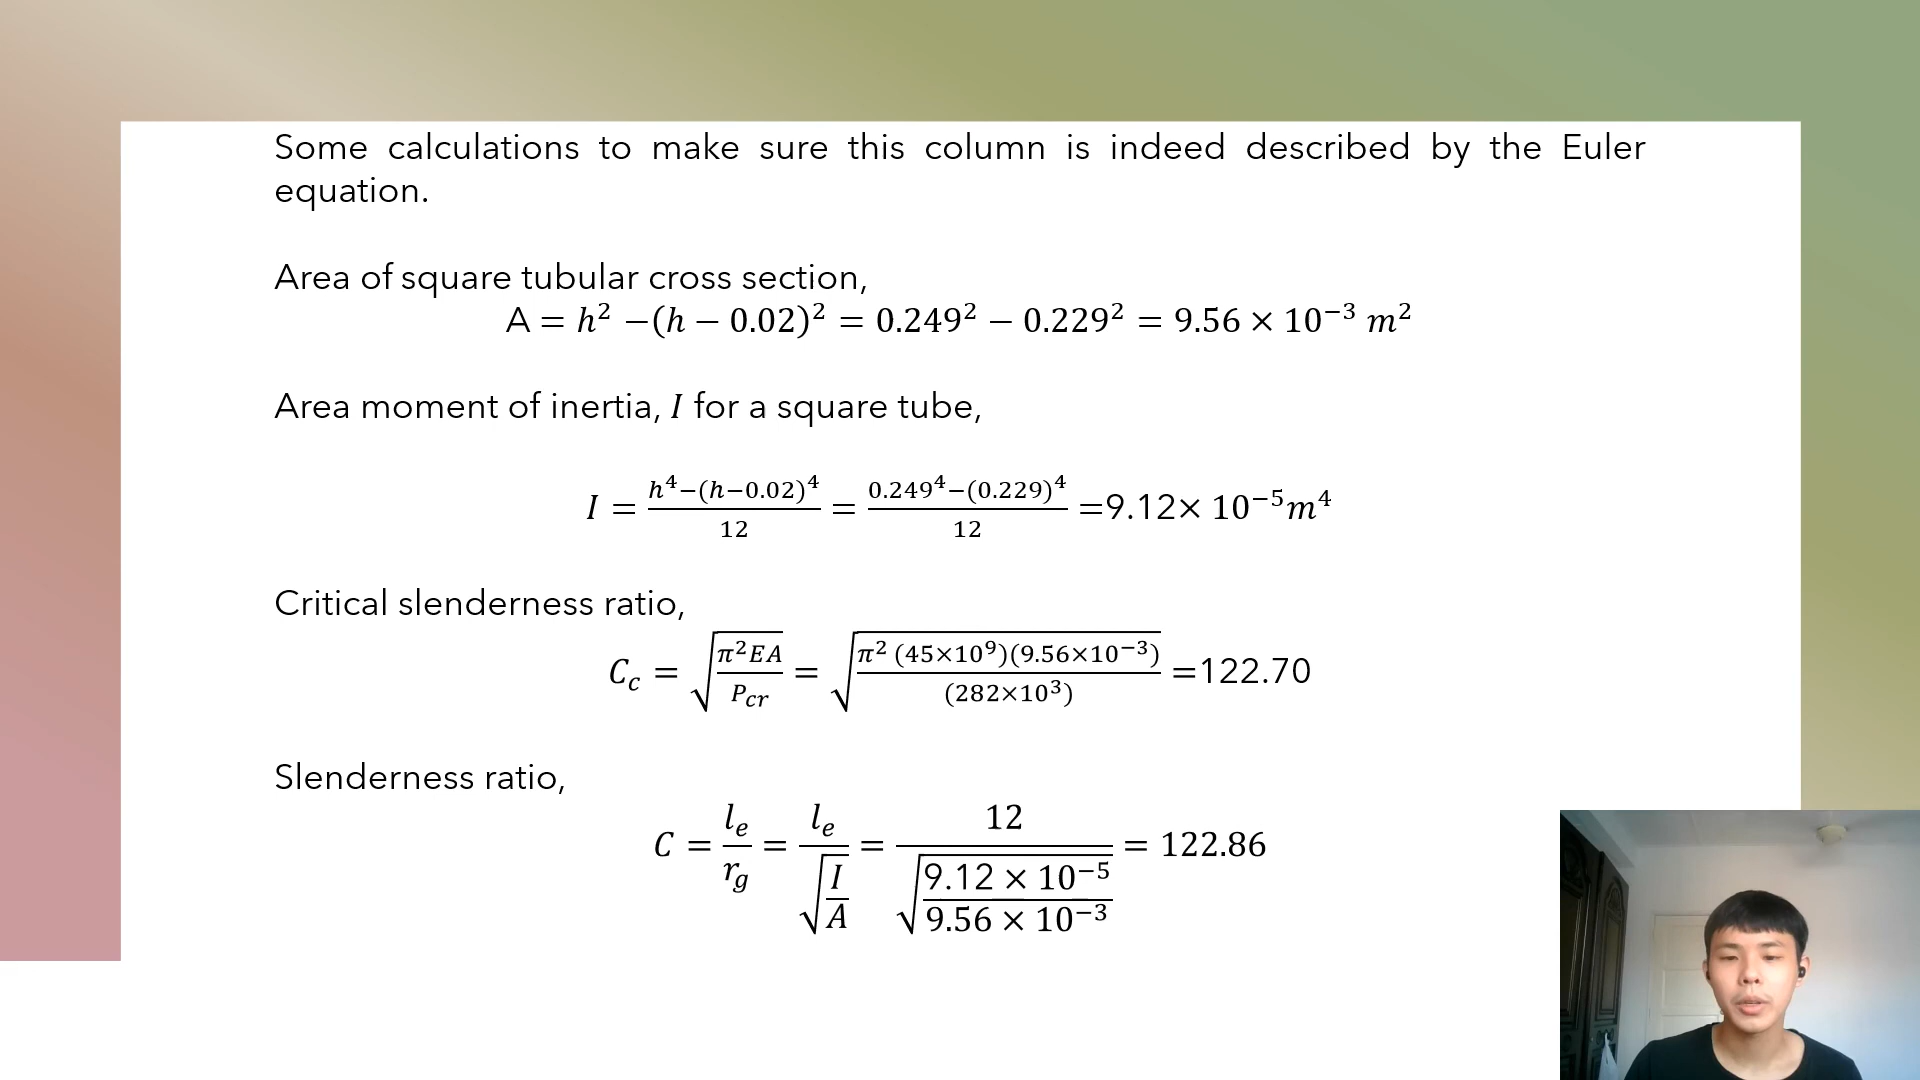 Some calculations to make sure this column is indeed described by the Euler
equation.
Area of square tubular cross section,
A = h² −(h − 0.02)² = 0.249² − 0.229² = 9.56 × 10⁻³ m²
Area moment of inertia, I for a square tube,
I = (h⁴−(h−0.02)⁴)/12 = (0.249⁴−(0.229)⁴)/12 =9.12× 10⁻⁵m⁴
Critical slenderness ratio,
C_c = √(π²EA/P_cr) = √(π² (45×10⁹)(9.56×10⁻³)/(282×10³)) =122.70
Slenderness ratio,
C = l_e/r_g = l_e/√(I/A) = 12/√(9.12 × 10⁻⁵/9.56 × 10⁻³) = 122.86